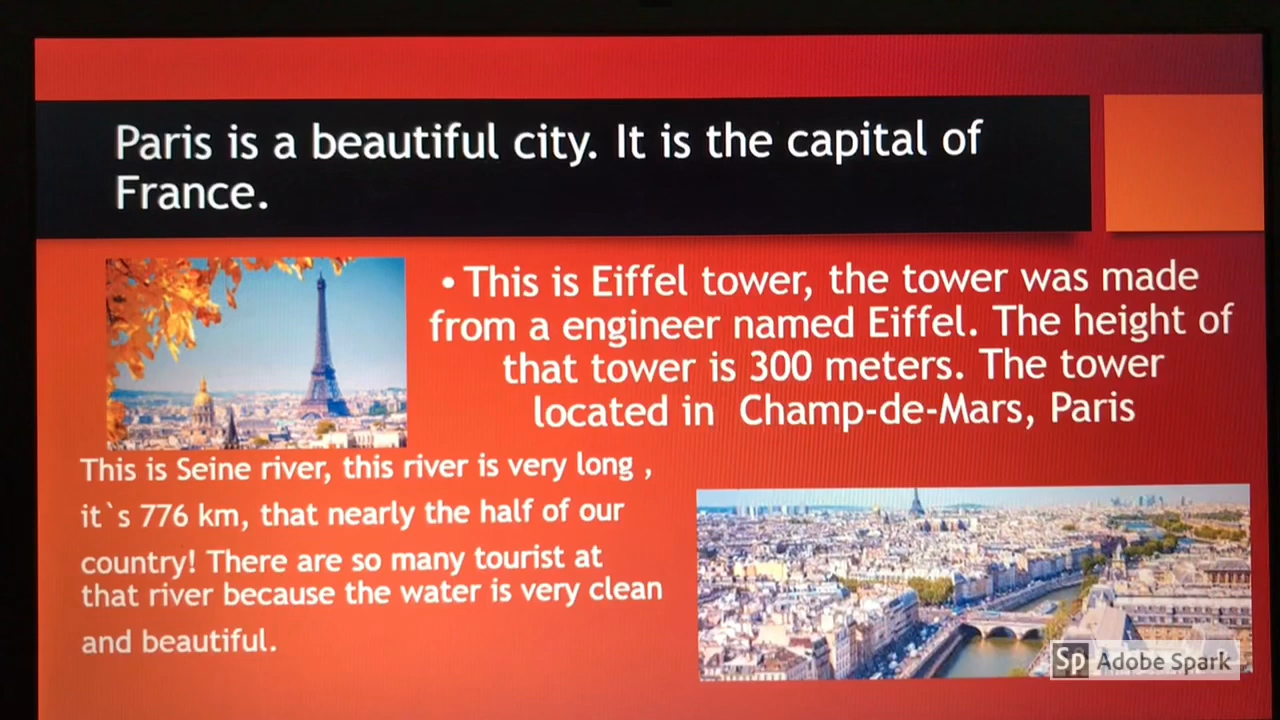 Paris is a beautiful city. It is the capital of
France.
• This is Eiffel tower, the tower was made
from a engineer named Eiffel. The height of
that tower is 300 meters. The tower
located in  Champ-de-Mars, Paris
This is Seine river, this river is very long ,
it`s 776 km, that nearly the half of our
country! There are so many tourist at
that river because the water is very clean
and beautiful.
Sp Adobe Spark